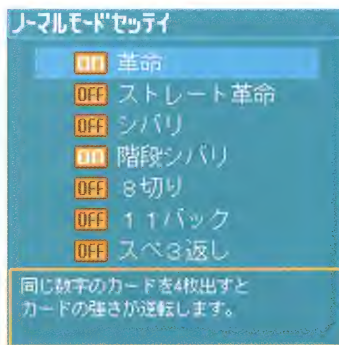 ノーマルモードセッテイ
on 革命
OFF ストレート革命
OFF シバリ
on 階段シバリ
OFF 8切り
OFF 11バック
OFF スペ3返し
同じ数字のカードを4枚出すと
カードの強さが逆転します。